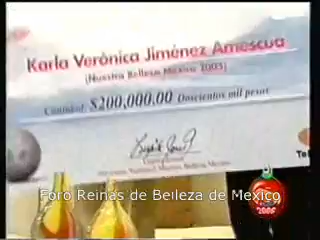 Karla Verónica Jiménez Amescua
(Nuestra Belleza México 2005)
Cantidad: $200,000.00 Doscientos mil pesos
Foro Reinas de Belleza de Mexico